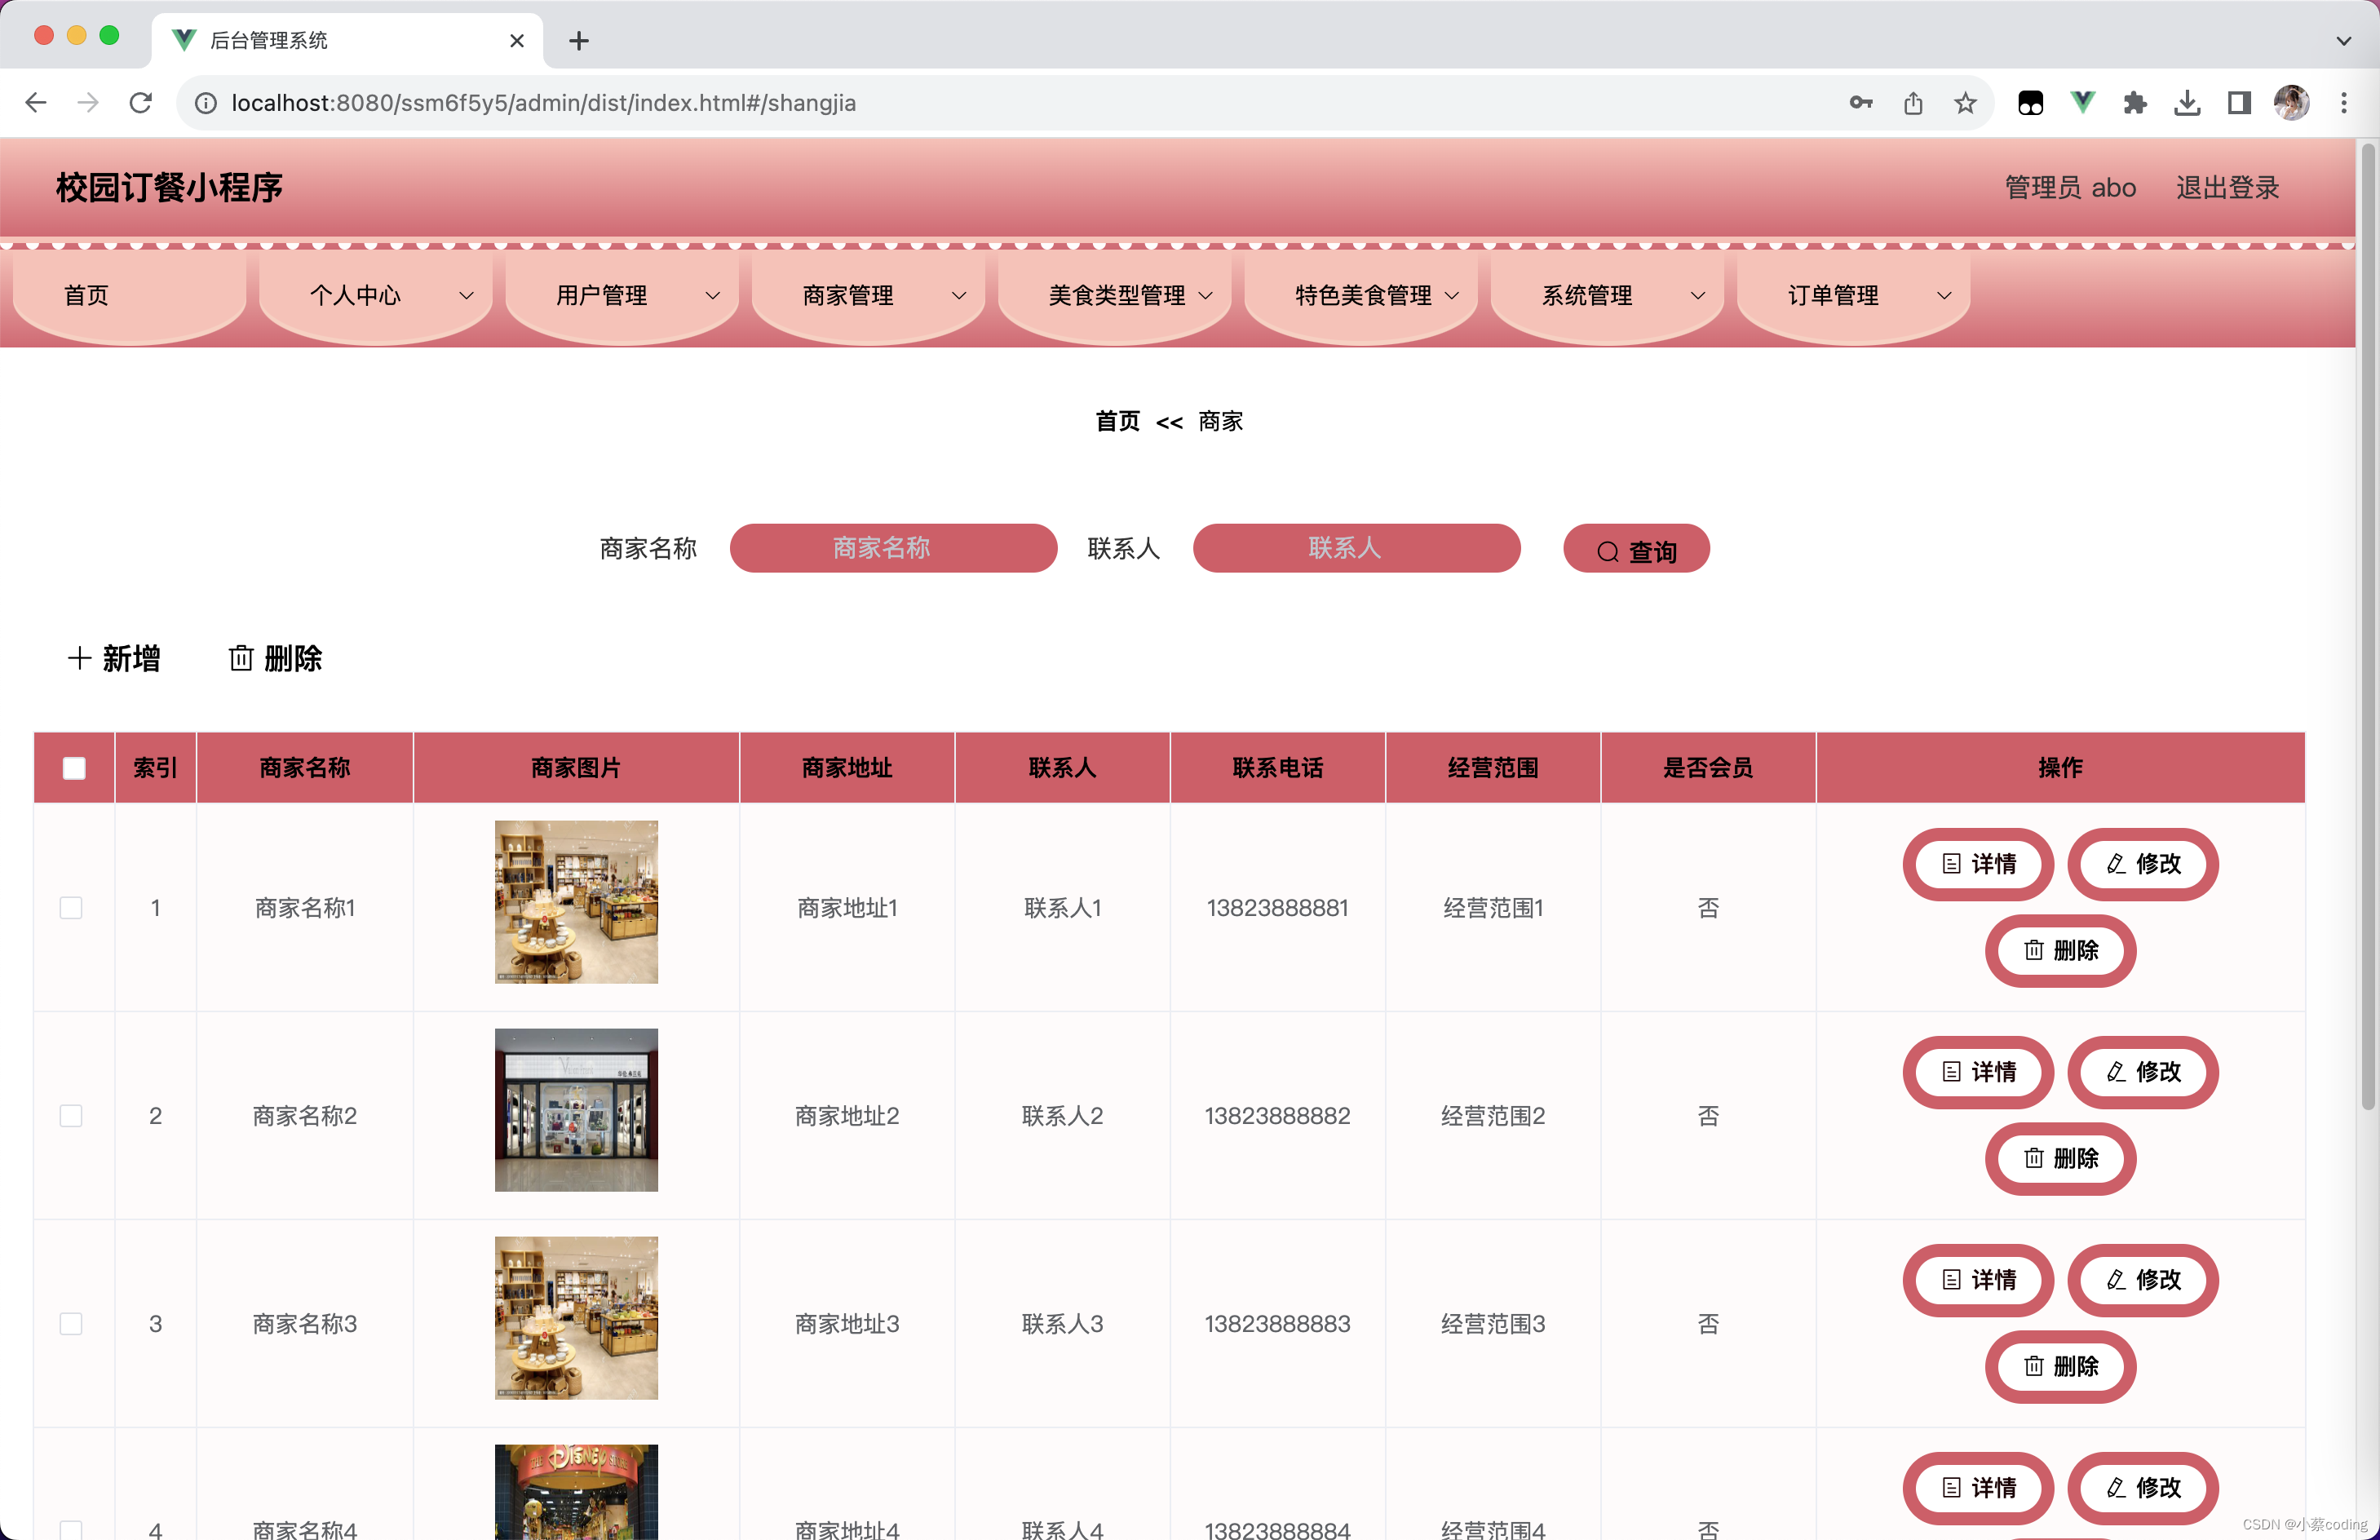 后台管理系统
localhost:8080/ssm6f5y5/admin/dist/index.html#/shangjia
校园订餐小程序
管理员 abo 退出登录
首页 个人中心 用户管理 商家管理 美食类型管理 特色美食管理 系统管理 订单管理
首页 << 商家
商家名称 商家名称 联系人 联系人 查询
新增 删除
索引 商家名称 商家图片 商家地址 联系人 联系电话 经营范围 是否会员 操作
1 商家名称1 商家地址1 联系人1 13823888881 经营范围1 否 详情 修改
删除
2 商家名称2 商家地址2 联系人2 13823888882 经营范围2 否 详情 修改
删除
3 商家名称3 商家地址3 联系人3 13823888883 经营范围3 否 详情 修改
删除
THE DISNEY STORE
4 商家名称4 商家地址4 联系人4 13823888884 经营范围4 否 详情 修改
CSDN @小蔡coding